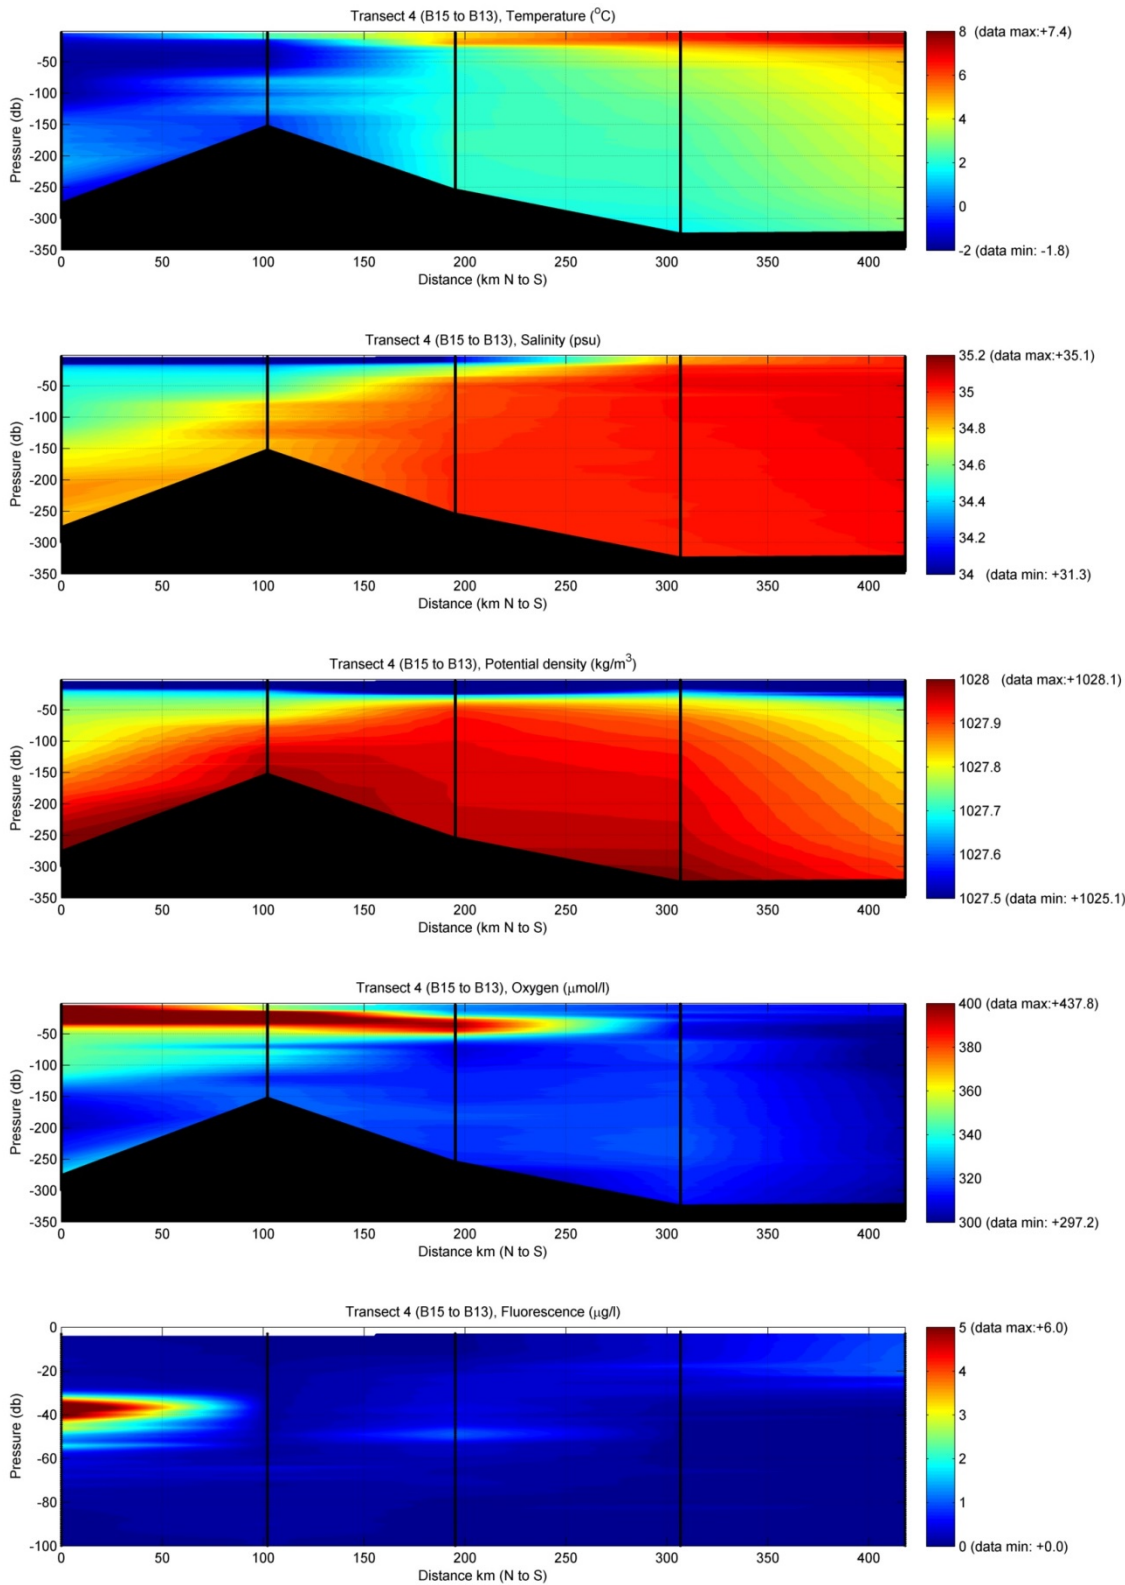 Transect 4 (B15 to B13), Temperature (°C)
Pressure (db)
-50
-100
-150
-200
-250
-300
-350
0 50 100 150 200 250 300 350 400
Distance (km N to S)
8 (data max:+7.4)
6
4
2
0
-2 (data min: -1.8)
Transect 4 (B15 to B13), Salinity (psu)
Pressure (db)
-50
-100
-150
-200
-250
-300
-350
0 50 100 150 200 250 300 350 400
Distance (km N to S)
35.2 (data max:+35.1)
35
34.8
34.6
34.4
34.2
34 (data min: +31.3)
Transect 4 (B15 to B13), Potential density (kg/m³)
Pressure (db)
-50
-100
-150
-200
-250
-300
-350
0 50 100 150 200 250 300 350 400
Distance (km N to S)
1028 (data max:+1028.1)
1027.9
1027.8
1027.7
1027.6
1027.5 (data min: +1025.1)
Transect 4 (B15 to B13), Oxygen (μmol/l)
Pressure (db)
-50
-100
-150
-200
-250
-300
-350
0 50 100 150 200 250 300 350 400
Distance km (N to S)
400 (data max:+437.8)
380
360
340
320
300 (data min: +297.2)
Transect 4 (B15 to B13), Fluorescence (μg/l)
Pressure (db)
0
-20
-40
-60
-80
-100
0 50 100 150 200 250 300 350 400
Distance km (N to S)
5 (data max:+6.0)
4
3
2
1
0 (data min: +0.0)